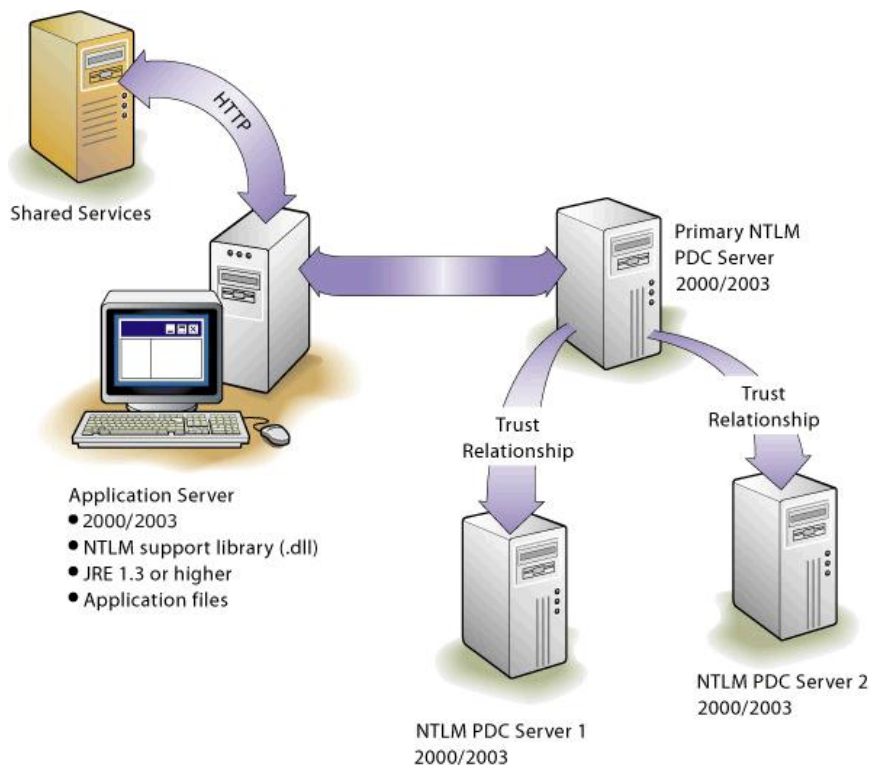 HTTP
Shared Services
Primary NTLM
PDC Server
2000/2003
Trust
Relationship
Trust
Relationship
Application Server
● 2000/2003
● NTLM support library (.dll)
● JRE 1.3 or higher
● Application files
NTLM PDC Server 1
2000/2003
NTLM PDC Server 2
2000/2003